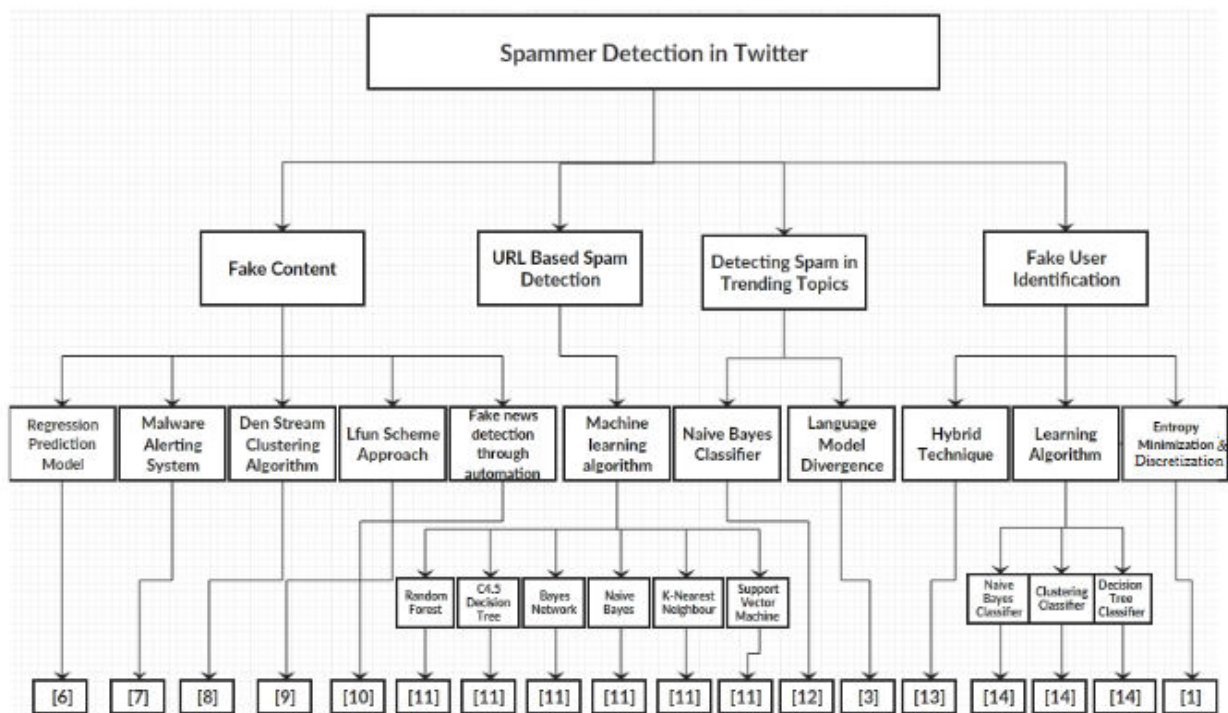 Spammer Detection in Twitter
Fake Content
URL Based Spam
Detection
Detecting Spam in
Trending Topics
Fake User
Identification
Regression
Prediction
Model
Malware
Alerting
System
Den Stream
Clustering
Algorithm
Lfun Scheme
Approach
Fake news
detection
through
automation
Machine
learning
algorithm
Naive Bayes
Classifier
Language
Model
Divergence
Hybrid
Technique
Learning
Algorithm
Entropy
Minimization &
Discretization
Random
Forest
C4.5
Decision
Tree
Bayes
Network
Naive
Bayes
K-Nearest
Neighbour
Support
Vector
Machine
Naive
Bayes
Classifier
Clustering
Classifier
Decision
Tree
Classifier
[6]
[7]
[8]
[9]
[10]
[11]
[11]
[11]
[11]
[11]
[11]
[12]
[3]
[13]
[14]
[14]
[14]
[1]